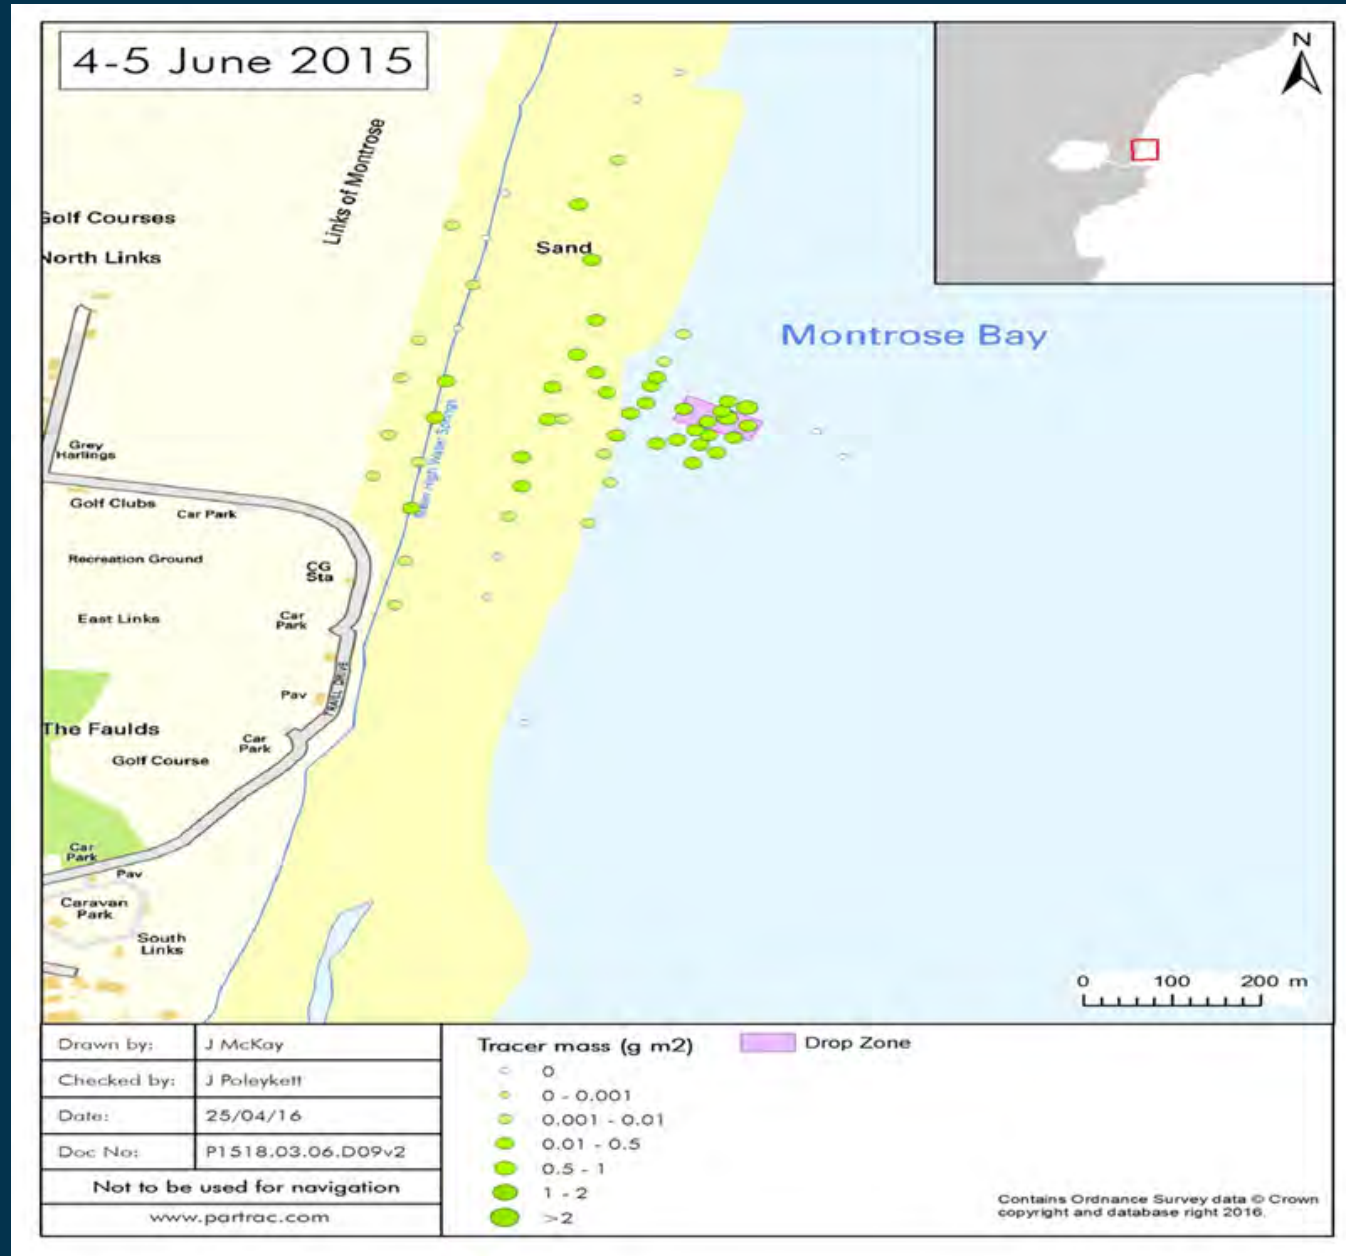 4-5 June 2015
N
Links of Montrose
Golf Courses
North Links
Sand
Montrose Bay
High Water Springs
Grey
Harlings
Golf Clubs
Car Park
Recreation Ground
CG
Sta
East Links
Car
Park
TRAILL DRIVE
Pav
The Faulds
Car
Park
Golf Course
Car
Park
Pav
Caravan
Park
South
Links
0 100 200 m
Drawn by: J McKay
Checked by: J Poleykett
Date: 25/04/16
Doc No: P1518.03.06.D09v2
Not to be used for navigation
www.partrac.com
Tracer mass (g m2)
0
0 - 0.001
0.001 - 0.01
0.01 - 0.5
0.5 - 1
1 - 2
>2
Drop Zone
Contains Ordnance Survey data © Crown
copyright and database right 2016.